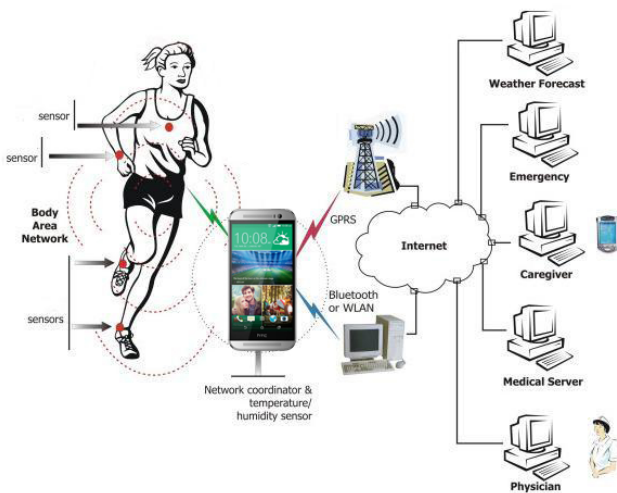 Weather Forecast
sensor
sensor
Emergency
GPRS
Body
Area
Network
10:08
Internet
Caregiver
sensors
Bluetooth
or WLAN
htc
Medical Server
Network coordinator &
temperature/
humidity sensor
Physician